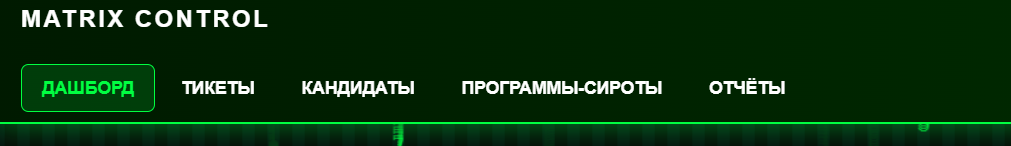 MATRIX CONTROL
ДАШБОРД ТИКЕТЫ КАНДИДАТЫ ПРОГРАММЫ-СИРОТЫ ОТЧЁТЫ